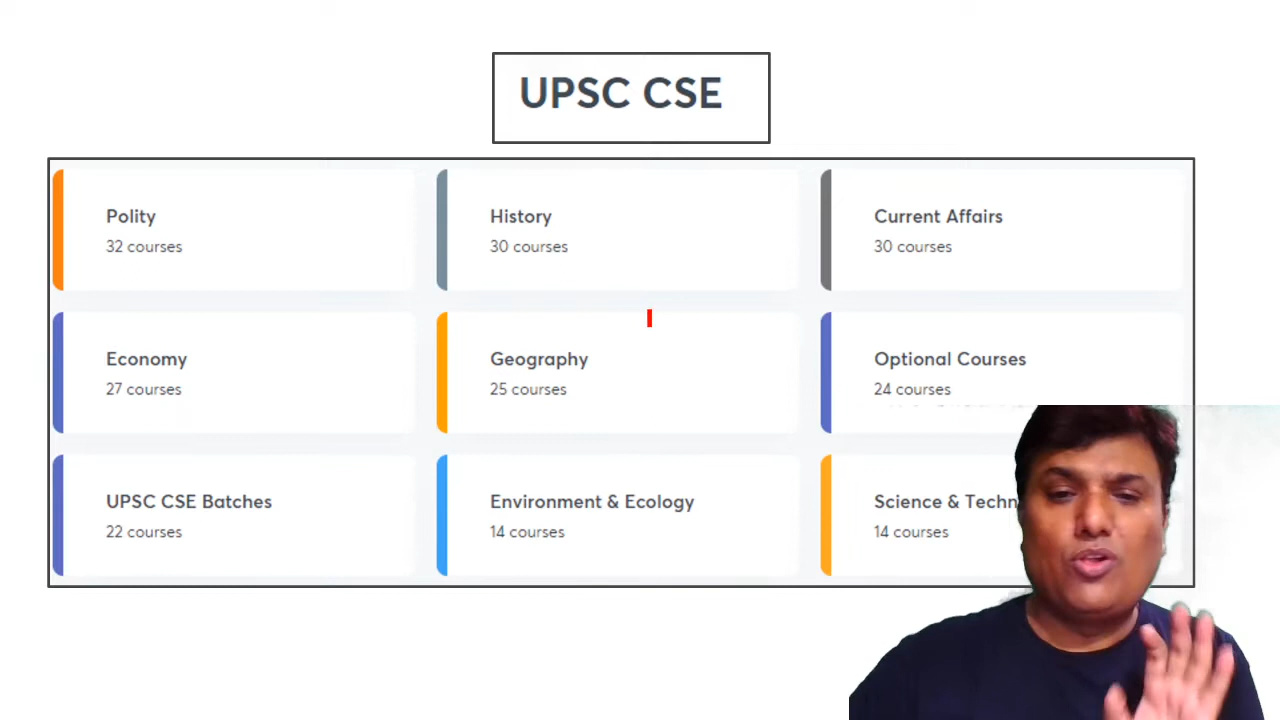 UPSC CSE
Polity
32 courses
History
30 courses
Current Affairs
30 courses
Economy
27 courses
Geography
25 courses
Optional Courses
24 courses
UPSC CSE Batches
22 courses
Environment & Ecology
14 courses
Science &
14 courses